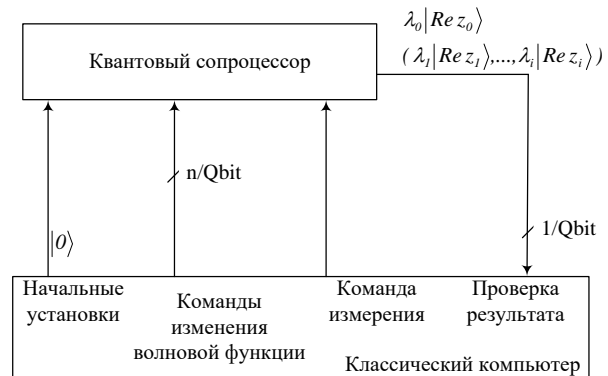 λ₀|Re z₀⟩
Квантовый сопроцессор
( λ₁|Re z₁⟩,...,λᵢ|Re zᵢ⟩ )
n/Qbit
|0⟩
1/Qbit
Начальные
установки
Команды
изменения
волновой функции
Команда
измерения
Проверка
результата
Классический компьютер